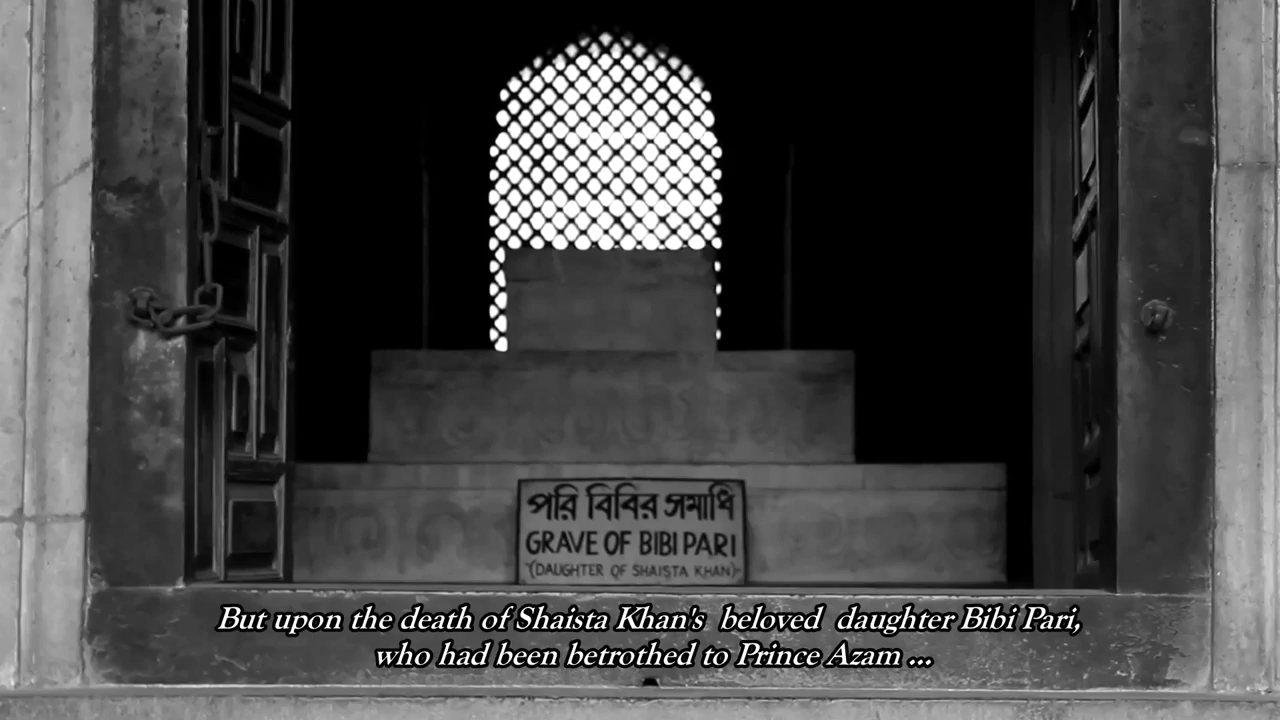 পরি বিবির সমাধি
GRAVE OF BIBI PARI
(DAUGHTER OF SHAISTA KHAN)
But upon the death of Shaista Khan's beloved daughter Bibi Pari,
who had been betrothed to Prince Azam ...